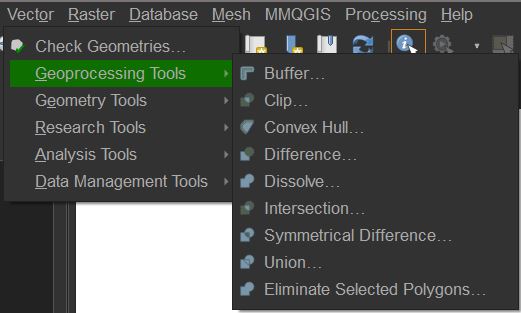 Vector Raster Database Mesh MMQGIS Processing Help
Check Geometries...
Geoprocessing Tools
Geometry Tools
Research Tools
Analysis Tools
Data Management Tools
Buffer...
Clip...
Convex Hull...
Difference...
Dissolve...
Intersection...
Symmetrical Difference...
Union...
Eliminate Selected Polygons...